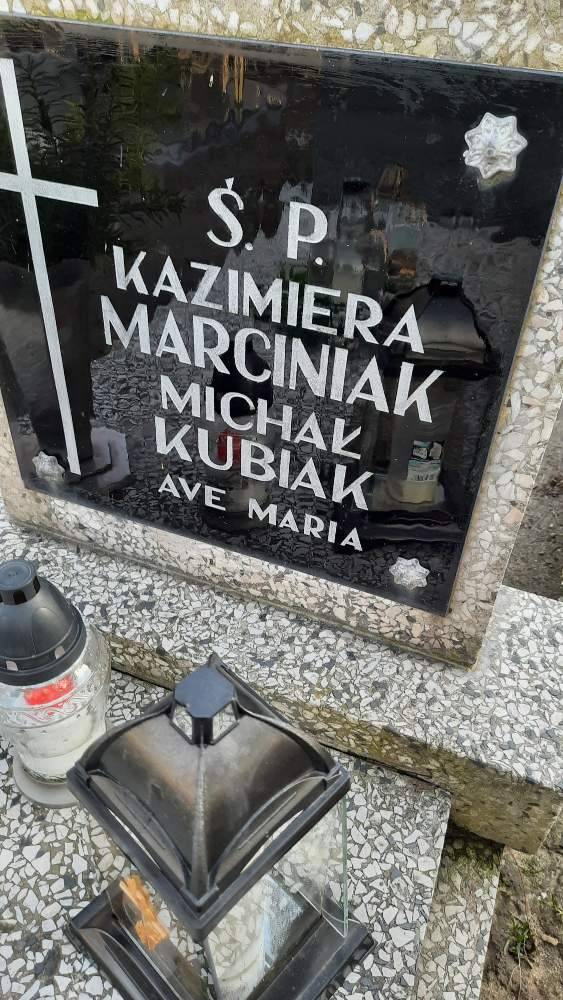 Ś. P.
KAZIMIERA
MARCINIAK
MICHAŁ
KUBIAK
AVE MARIA